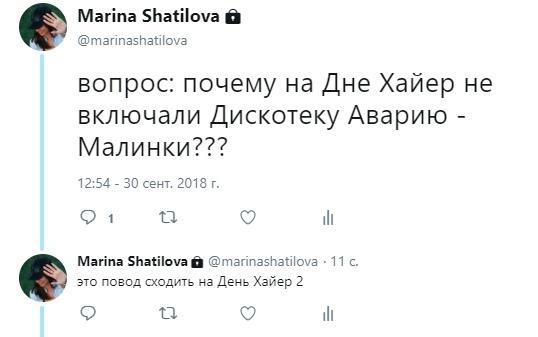 Marina Shatilova
@marinashatilova
вопрос: почему на Дне Хайер не
включали Дискотеку Аварию -
Малинки???
12:54 - 30 сент. 2018 г.
1
Marina Shatilova @marinashatilova · 11 с.
это повод сходить на День Хайер 2